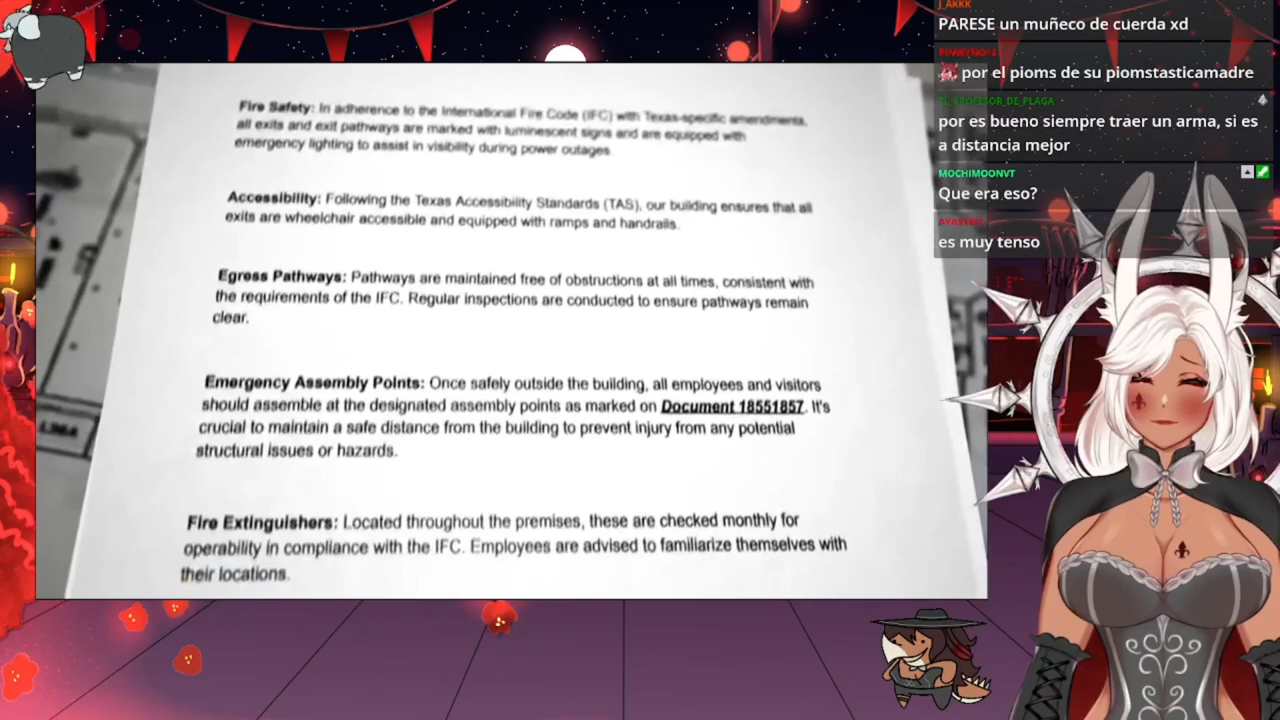 Fire Safety: In adherence to the International Fire Code (IFC) with Texas-specific amendments,
all exits and exit pathways are marked with luminescent signs and are equipped with
emergency lighting to assist in visibility during power outages.
Accessibility: Following the Texas Accessibility Standards (TAS), our building ensures that all
exits are wheelchair accessible and equipped with ramps and handrails.
Egress Pathways: Pathways are maintained free of obstructions at all times, consistent with
the requirements of the IFC. Regular inspections are conducted to ensure pathways remain
clear.
Emergency Assembly Points: Once safely outside the building, all employees and visitors
should assemble at the designated assembly points as marked on Document 18551857. It's
crucial to maintain a safe distance from the building to prevent injury from any potential
structural issues or hazards.
Fire Extinguishers: Located throughout the premises, these are checked monthly for
operability in compliance with the IFC. Employees are advised to familiarize themselves with
their locations.
J_AKKK
PARESE un muñeco de cuerda xd
por el pioms de su piomstasticamadre
EL_PROFESOR_DE_PLAGA
por es bueno siempre traer un arma, si es
a distancia mejor
MOCHIMOONVT
Que era eso?
es muy tenso